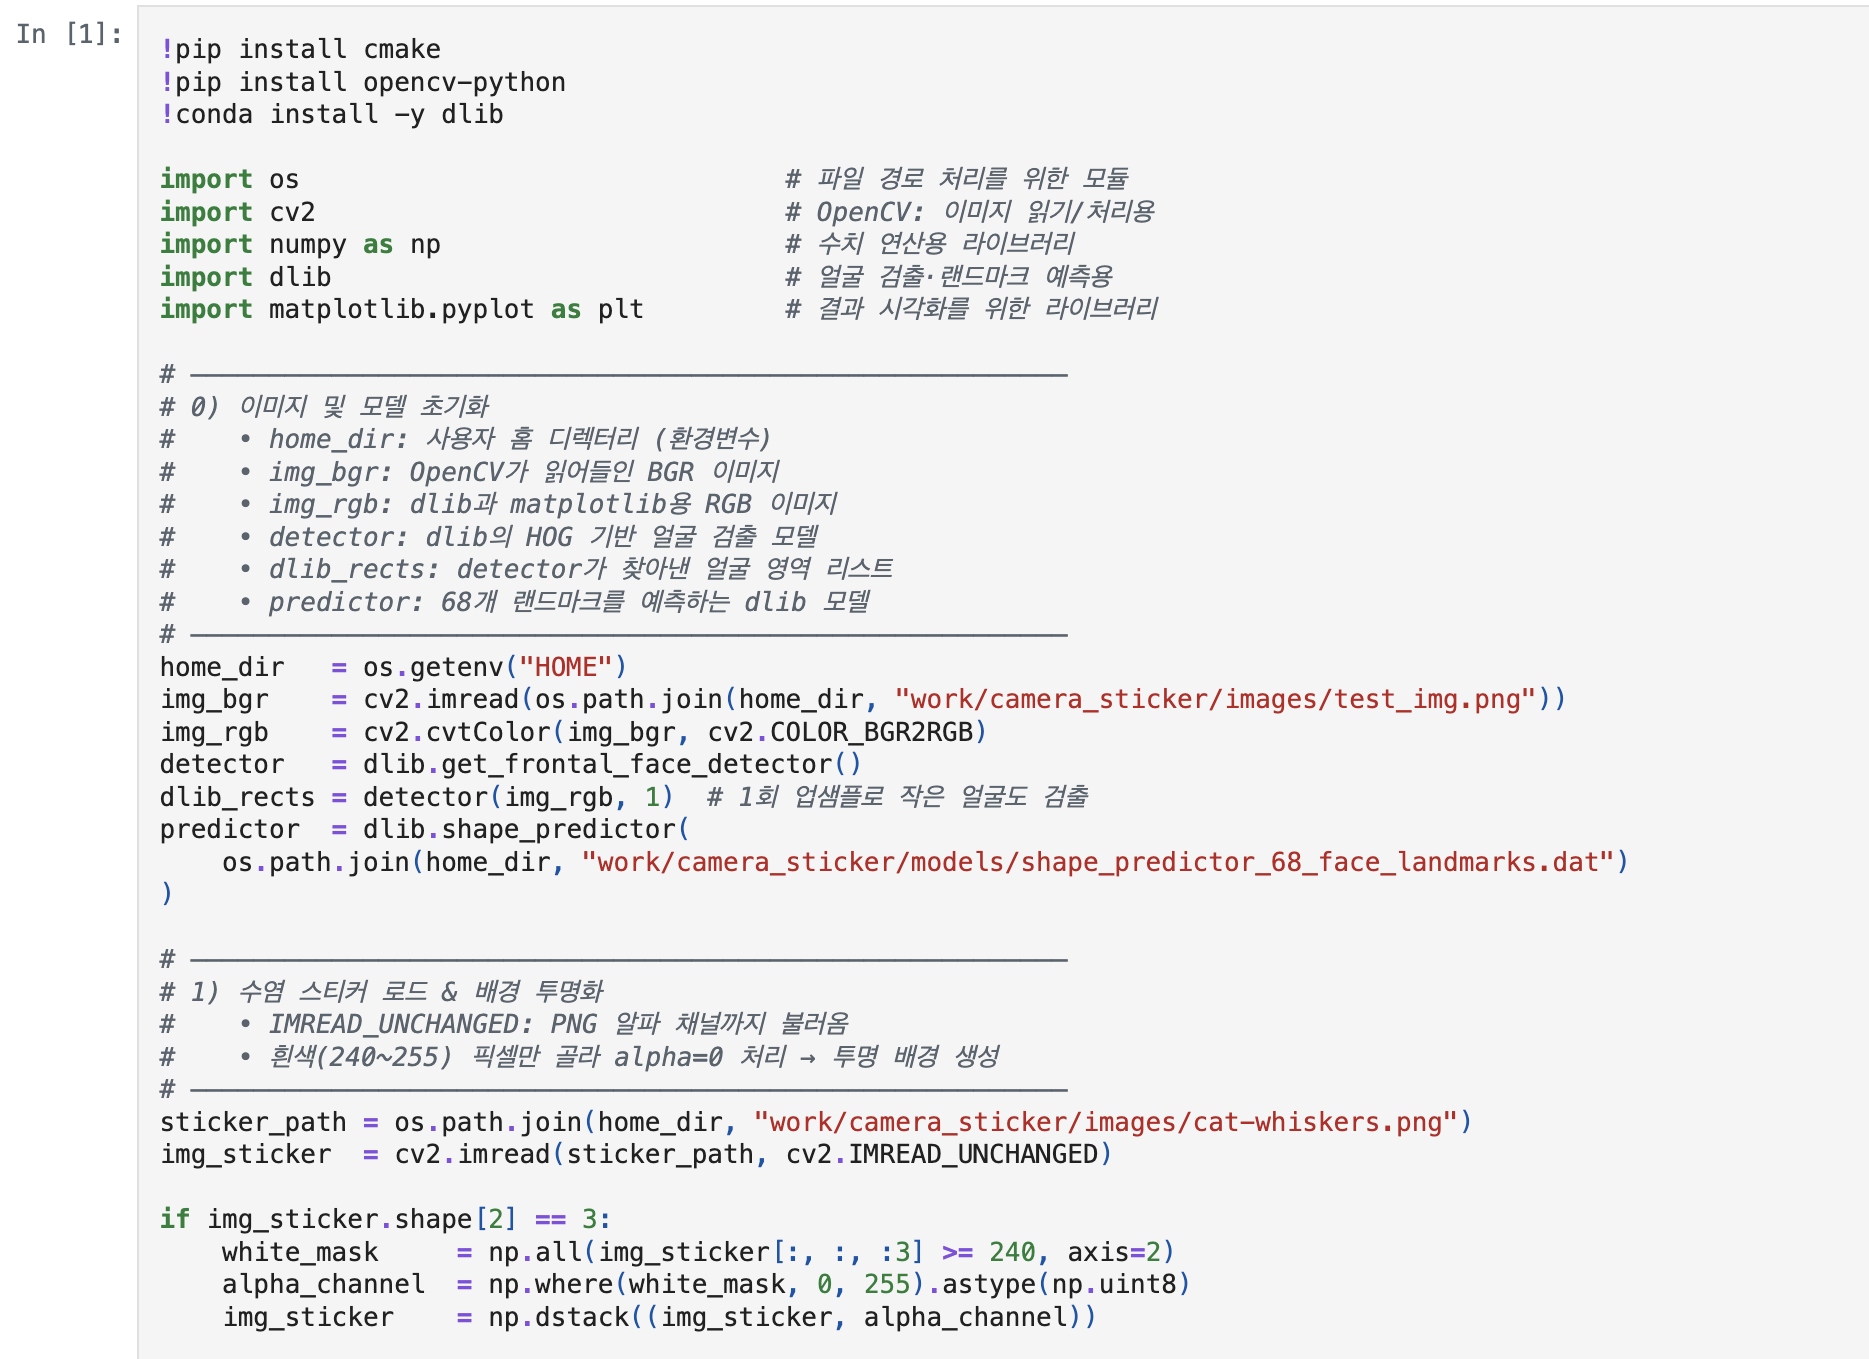 In [1]:
!pip install cmake
!pip install opencv-python
!conda install -y dlib
import os # 파일 경로 처리를 위한 모듈
import cv2 # OpenCV: 이미지 읽기/처리용
import numpy as np # 수치 연산용 라이브러리
import dlib # 얼굴 검출·랜드마크 예측용
import matplotlib.pyplot as plt # 결과 시각화를 위한 라이브러리
# ────────────────────────────────────────────────────────
# 0) 이미지 및 모델 초기화
#    • home_dir: 사용자 홈 디렉터리 (환경변수)
#    • img_bgr: OpenCV가 읽어들인 BGR 이미지
#    • img_rgb: dlib과 matplotlib용 RGB 이미지
#    • detector: dlib의 HOG 기반 얼굴 검출 모델
#    • dlib_rects: detector가 찾아낸 얼굴 영역 리스트
#    • predictor: 68개 랜드마크를 예측하는 dlib 모델
# ────────────────────────────────────────────────────────
home_dir   = os.getenv("HOME")
img_bgr    = cv2.imread(os.path.join(home_dir, "work/camera_sticker/images/test_img.png"))
img_rgb    = cv2.cvtColor(img_bgr, cv2.COLOR_BGR2RGB)
detector   = dlib.get_frontal_face_detector()
dlib_rects = detector(img_rgb, 1)  # 1회 업샘플로 작은 얼굴도 검출
predictor  = dlib.shape_predictor(
    os.path.join(home_dir, "work/camera_sticker/models/shape_predictor_68_face_landmarks.dat")
)
# ────────────────────────────────────────────────────────
# 1) 수염 스티커 로드 & 배경 투명화
#    • IMREAD_UNCHANGED: PNG 알파 채널까지 불러옴
#    • 흰색(240~255) 픽셀만 골라 alpha=0 처리 → 투명 배경 생성
# ────────────────────────────────────────────────────────
sticker_path = os.path.join(home_dir, "work/camera_sticker/images/cat-whiskers.png")
img_sticker  = cv2.imread(sticker_path, cv2.IMREAD_UNCHANGED)
if img_sticker.shape[2] == 3:
    white_mask     = np.all(img_sticker[:, :, :3] >= 240, axis=2)
    alpha_channel  = np.where(white_mask, 0, 255).astype(np.uint8)
    img_sticker    = np.dstack((img_sticker, alpha_channel))